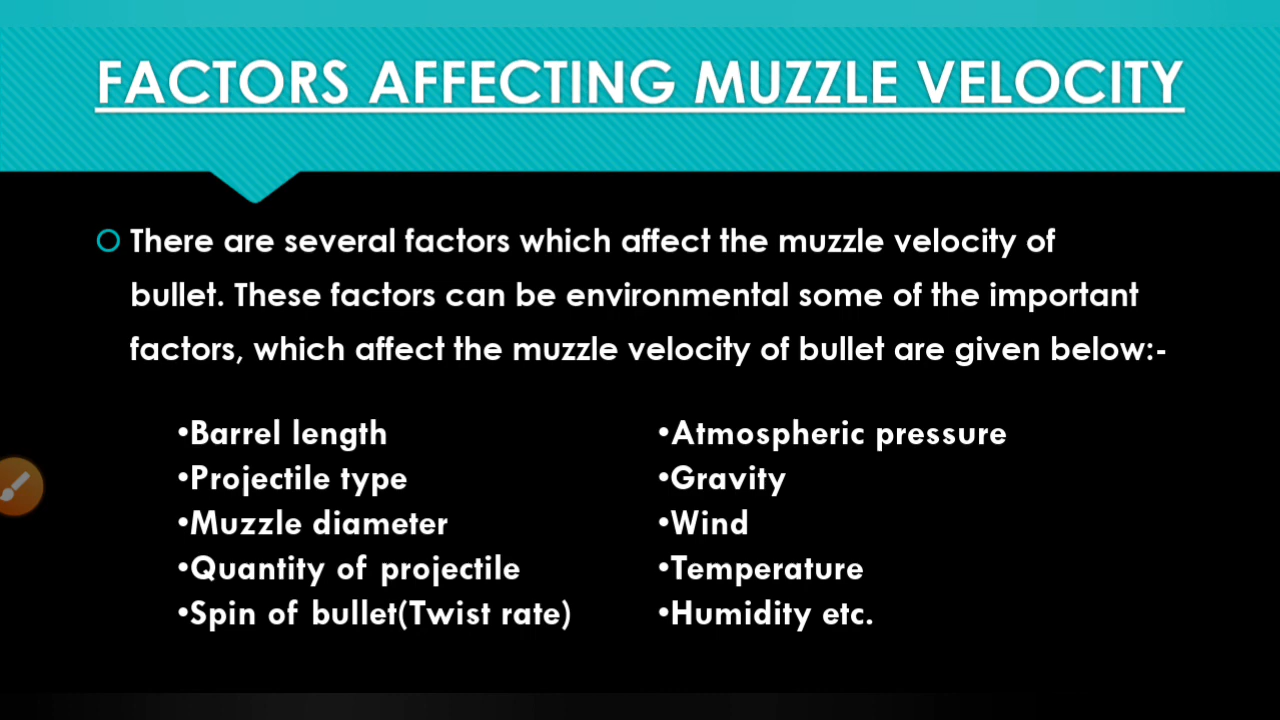 FACTORS AFFECTING MUZZLE VELOCITY
There are several factors which affect the muzzle velocity of
bullet. These factors can be environmental some of the important
factors, which affect the muzzle velocity of bullet are given below:-
•Barrel length
•Projectile type
•Muzzle diameter
•Quantity of projectile
•Spin of bullet(Twist rate)
•Atmospheric pressure
•Gravity
•Wind
•Temperature
•Humidity etc.